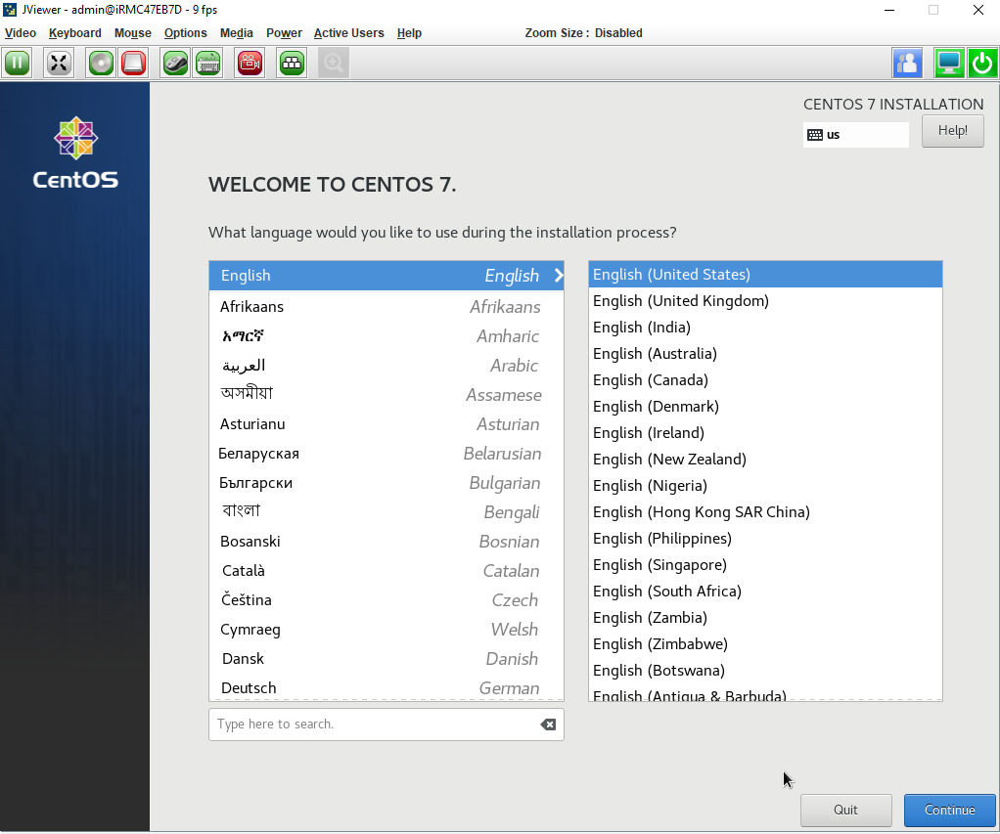 JViewer - admin@iRMC47EB7D - 9 fps
Video Keyboard Mouse Options Media Power Active Users Help Zoom Size : Disabled
CentOS
CENTOS 7 INSTALLATION
us
Help!
WELCOME TO CENTOS 7.
What language would you like to use during the installation process?
English English
Afrikaans Afrikaans
አማርኛ Amharic
العربية Arabic
অসমীয়া Assamese
Asturianu Asturian
Беларуская Belarusian
Български Bulgarian
বাংলা Bengali
Bosanski Bosnian
Català Catalan
Čeština Czech
Cymraeg Welsh
Dansk Danish
Deutsch German
Type here to search.
English (United States)
English (United Kingdom)
English (India)
English (Australia)
English (Canada)
English (Denmark)
English (Ireland)
English (New Zealand)
English (Nigeria)
English (Hong Kong SAR China)
English (Philippines)
English (Singapore)
English (South Africa)
English (Zambia)
English (Zimbabwe)
English (Botswana)
English (Antigua & Barbuda)
Quit
Continue